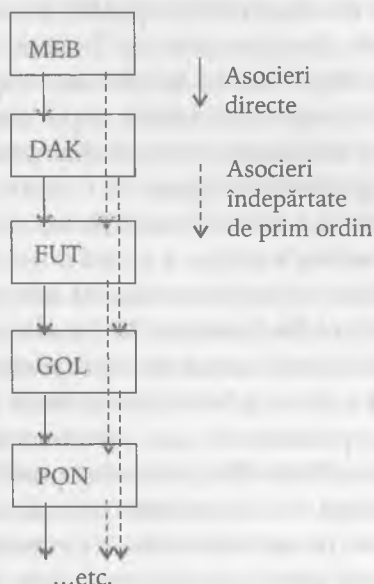 MEB
Asocieri
directe
DAK
Asocieri
îndepărtate
de prim ordin
FUT
GOL
PON
...etc.